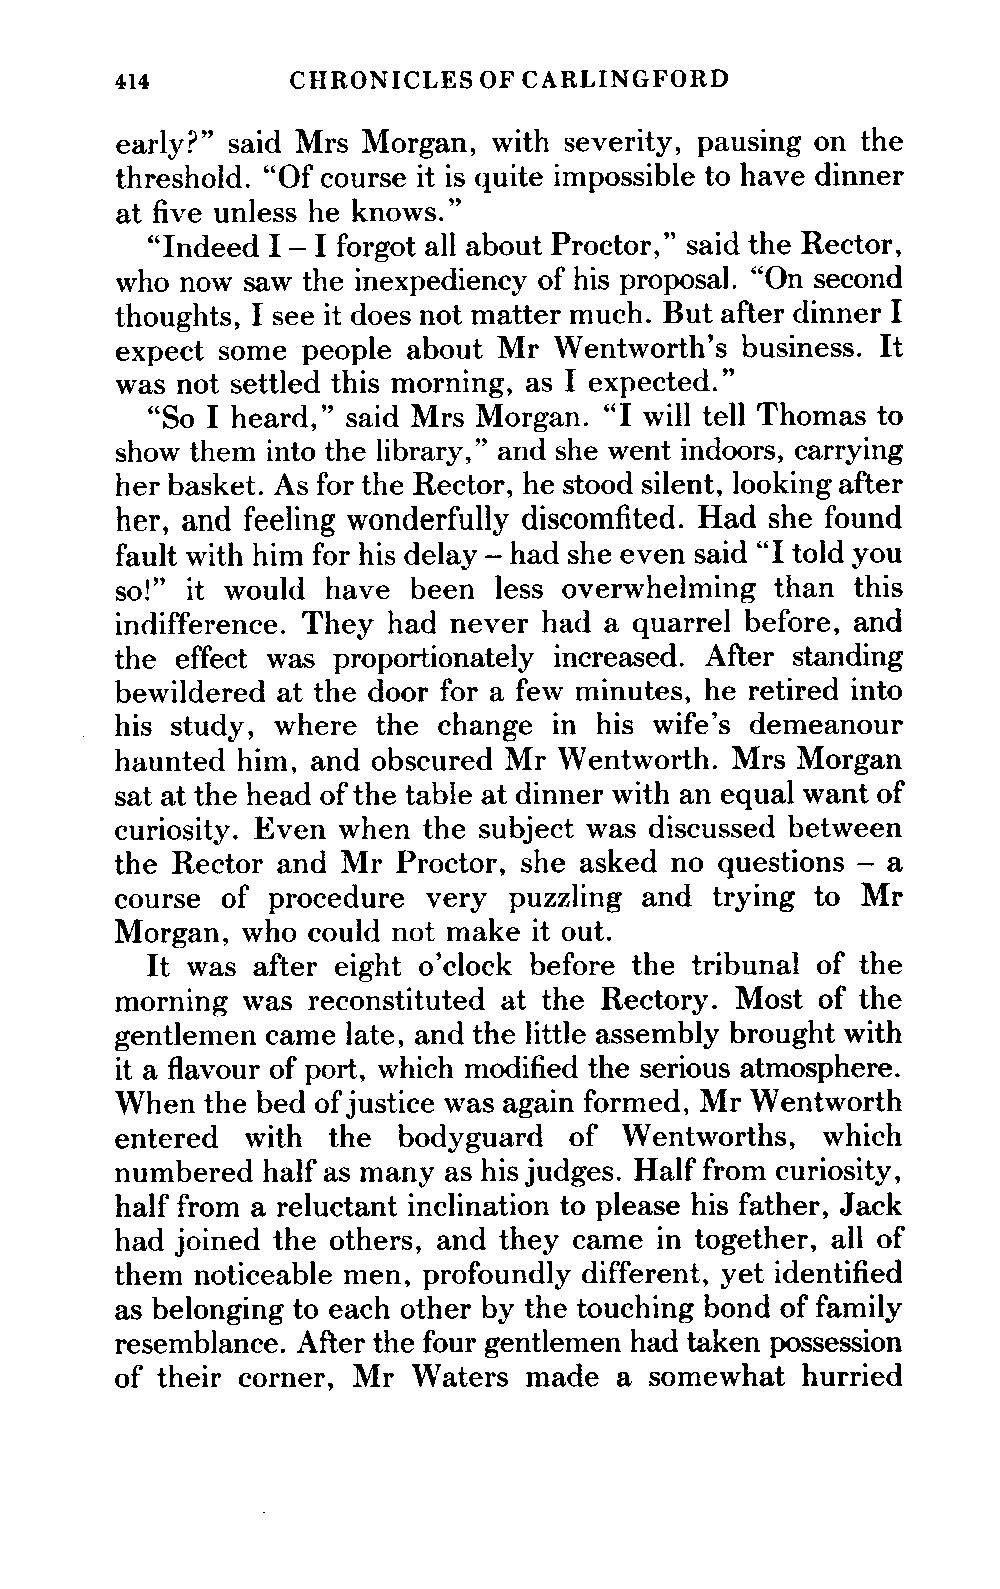 414 CHRONICLES OF CARLINGFORD
early?” said Mrs Morgan, with severity, pausing on the
threshold. “Of course it is quite impossible to have dinner
at five unless he knows.”
“Indeed I – I forgot all about Proctor,” said the Rector,
who now saw the inexpediency of his proposal. “On second
thoughts, I see it does not matter much. But after dinner I
expect some people about Mr Wentworth’s business. It
was not settled this morning, as I expected.”
“So I heard,” said Mrs Morgan. “I will tell Thomas to
show them into the library,” and she went indoors, carrying
her basket. As for the Rector, he stood silent, looking after
her, and feeling wonderfully discomfited. Had she found
fault with him for his delay – had she even said “I told you
so!” it would have been less overwhelming than this
indifference. They had never had a quarrel before, and
the effect was proportionately increased. After standing
bewildered at the door for a few minutes, he retired into
his study, where the change in his wife’s demeanour
haunted him, and obscured Mr Wentworth. Mrs Morgan
sat at the head of the table at dinner with an equal want of
curiosity. Even when the subject was discussed between
the Rector and Mr Proctor, she asked no questions – a
course of procedure very puzzling and trying to Mr
Morgan, who could not make it out.
It was after eight o’clock before the tribunal of the
morning was reconstituted at the Rectory. Most of the
gentlemen came late, and the little assembly brought with
it a flavour of port, which modified the serious atmosphere.
When the bed of justice was again formed, Mr Wentworth
entered with the bodyguard of Wentworths, which
numbered half as many as his judges. Half from curiosity,
half from a reluctant inclination to please his father, Jack
had joined the others, and they came in together, all of
them noticeable men, profoundly different, yet identified
as belonging to each other by the touching bond of family
resemblance. After the four gentlemen had taken possession
of their corner, Mr Waters made a somewhat hurried